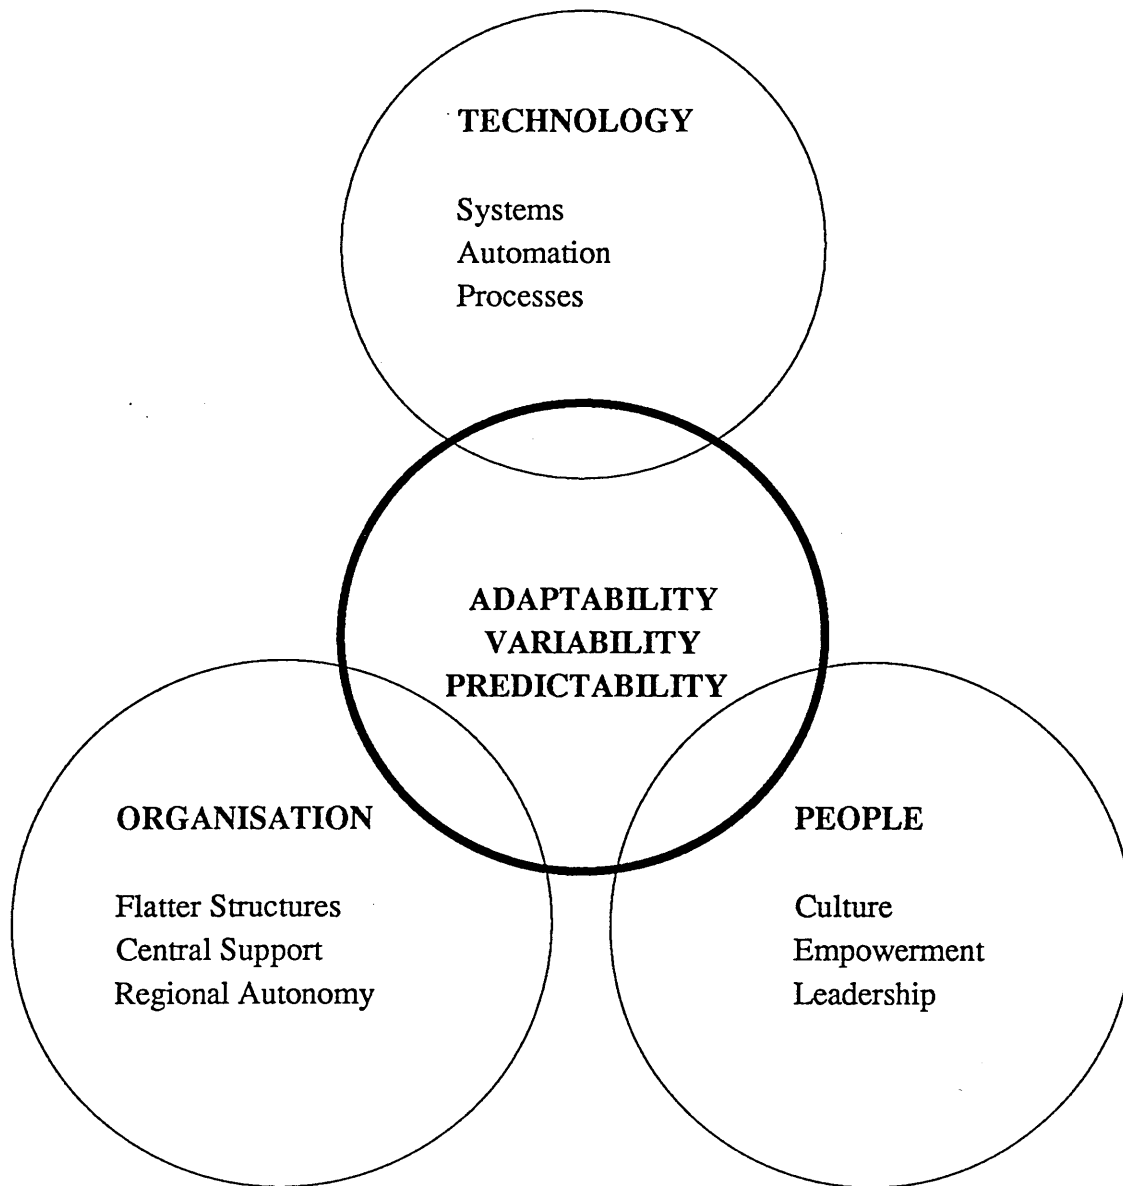 TECHNOLOGY
Systems
Automation
Processes
ADAPTABILITY
VARIABILITY
PREDICTABILITY
ORGANISATION
Flatter Structures
Central Support
Regional Autonomy
PEOPLE
Culture
Empowerment
Leadership